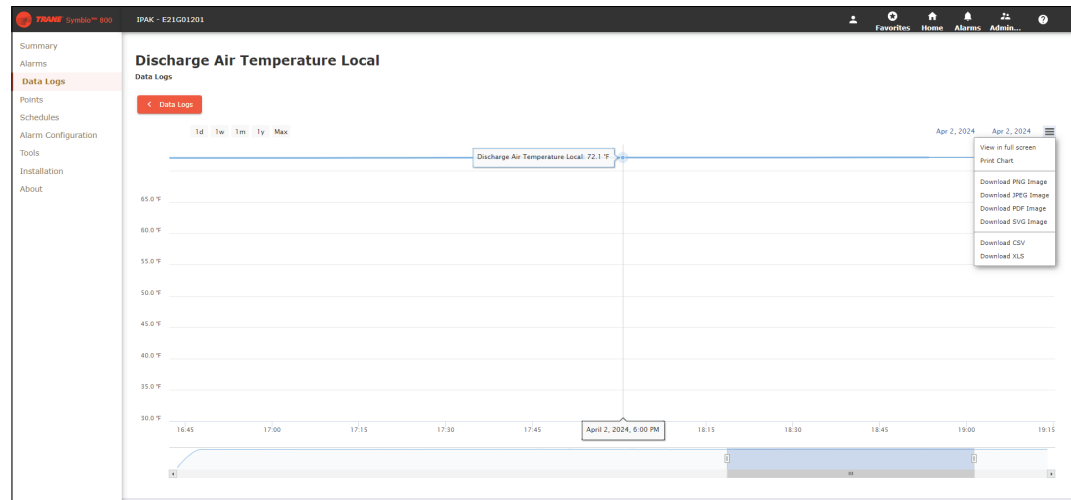 TRANE Symbio™ 800
IPAK - E21G01201
Favorites Home Alarms Admin... ?
Summary
Alarms
Data Logs
Points
Schedules
Alarm Configuration
Tools
Installation
About
Discharge Air Temperature Local
Data Logs
< Data Logs
1d 1w 1m 1y Max
Apr 2, 2024 Apr 2, 2024
View in full screen
Print Chart
Download PNG Image
Download JPEG Image
Download PDF Image
Download SVG Image
Download CSV
Download XLS
Discharge Air Temperature Local: 72.1 °F
65.0 °F
60.0 °F
55.0 °F
50.0 °F
45.0 °F
40.0 °F
35.0 °F
30.0 °F
16:45 17:00 17:15 17:30 17:45 April 2, 2024, 6:00 PM 18:15 18:30 18:45 19:00 19:15